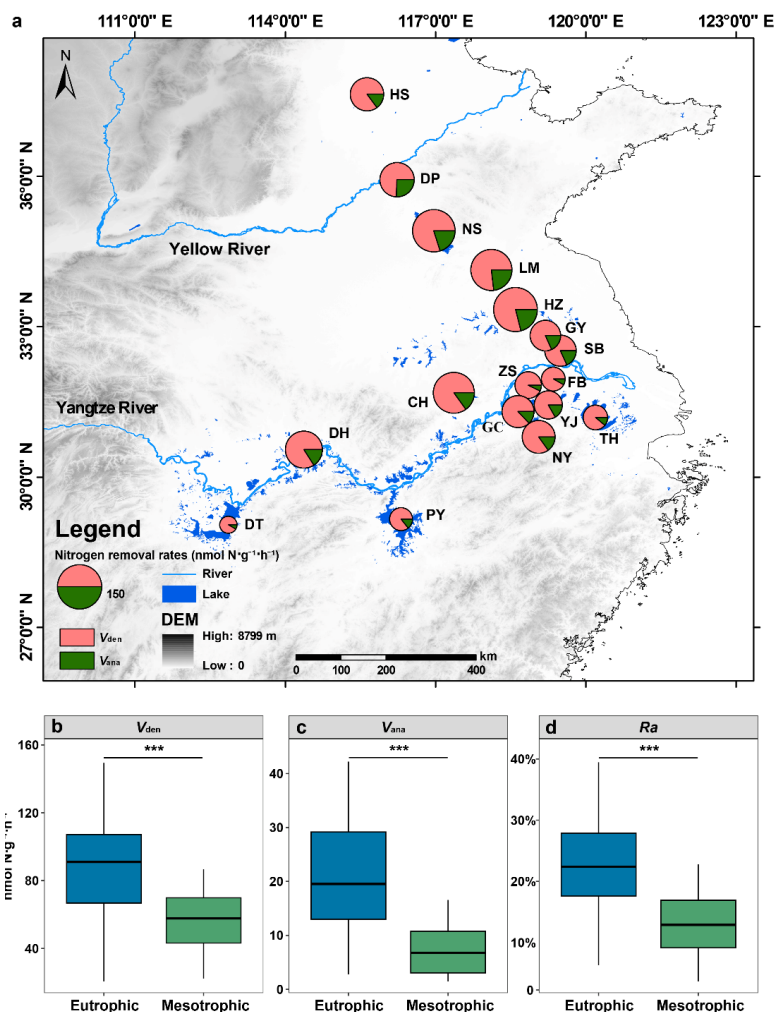 a
111°0'0" E 114°0'0" E 117°0'0" E 120°0'0" E 123°0'0" E
N
HS
36°0'0" N
DP
NS
Yellow River
LM
HZ
33°0'0" N
GY
SB
ZS
FB
CH
Yangtze River
GC
YJ
TH
DH
NY
30°0'0" N
PY
DT
Legend
Nitrogen removal rates (nmol N·g⁻¹·h⁻¹)
150
River
Lake
DEM
High: 8799 m
Low : 0
Vden
Vana
27°0'0" N
km
0 100 200 400
b Vden
c Vana
d Ra
***
***
***
160
120
80
40
40
30
20
10
0
40%
30%
20%
10%
0
Eutrophic Mesotrophic
Eutrophic Mesotrophic
Eutrophic Mesotrophic